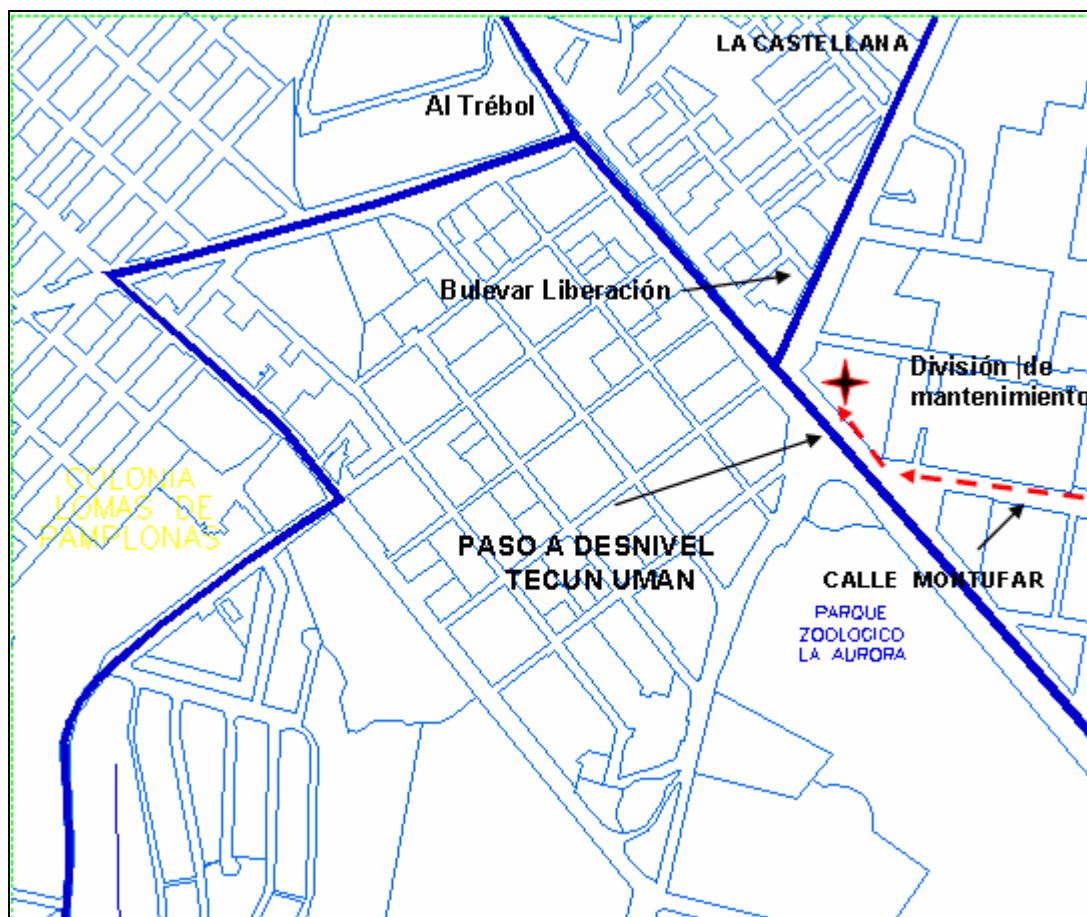 LA CASTELLANA
Al Trébol
Bulevar Liberación
División |de
mantenimiento
COLONIA
LOMAS DE
PAMPLONAS
PASO A DESNIVEL
TECUN UMAN
CALLE MONTUFAR
PARQUE
ZOOLOGICO
LA AURORA